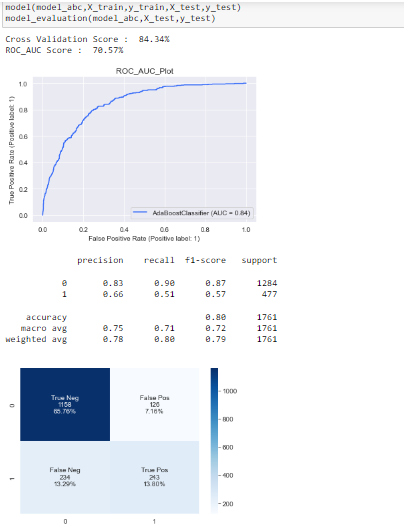 model(model_abc,X_train,y_train,X_test,y_test)
model_evaluation(model_abc,X_test,y_test)
Cross Validation Score :  84.34%
ROC_AUC Score :  70.57%
ROC_AUC_Plot
1.0
0.8
0.6
0.4
0.2
0.0
True Positive Rate (Positive label: 1)
AdaBoostClassifier (AUC = 0.84)
0.0 0.2 0.4 0.6 0.8 1.0
False Positive Rate (Positive label: 1)
precision recall f1-score support
0 0.83 0.90 0.87 1284
1 0.66 0.51 0.57 477
accuracy 0.80 1761
macro avg 0.75 0.71 0.72 1761
weighted avg 0.78 0.80 0.79 1761
0
True Neg
1158
65.76%
False Pos
126
7.16%
1
False Neg
234
13.29%
True Pos
243
13.80%
0 1
1000
800
600
400
200